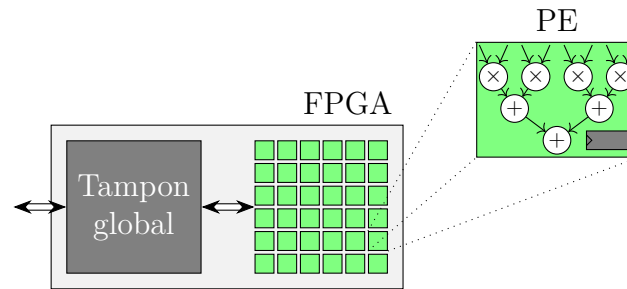 PE
× × × ×
+ +
+
FPGA
Tampon
global